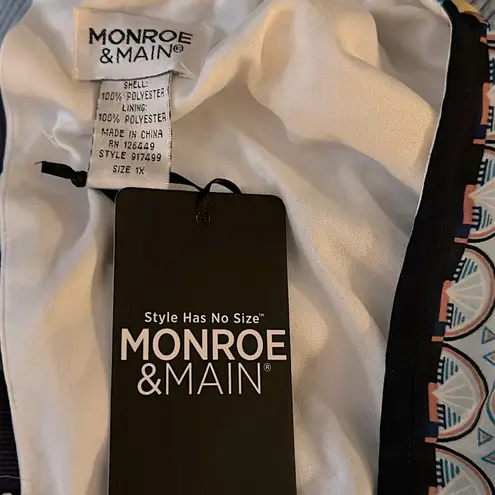 MONROE
&MAIN®
SHELL:
100% POLYESTER
LINING:
100% POLYESTER
MADE IN CHINA
RN 126449
STYLE 917499
SIZE 1X
Style Has No Size™
MONROE
&MAIN®